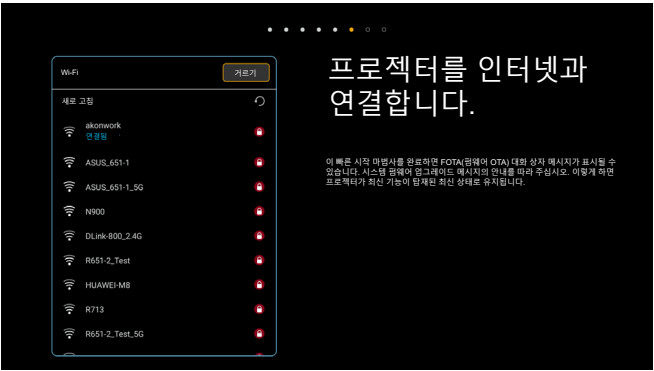 Wi-Fi
거르기
새로 고침
akonwork
연결됨
ASUS_651-1
ASUS_651-1_5G
N900
DLink-800_2.4G
R651-2_Test
HUAWEI-M8
R713
R651-2_Test_5G
프로젝터를 인터넷과
연결합니다.
이 빠른 시작 마법사를 완료하면 FOTA(펌웨어 OTA) 대화 상자 메시지가 표시될 수
있습니다. 시스템 펌웨어 업그레이드 메시지의 안내를 따라 주십시오. 이렇게 하면
프로젝터가 최신 기능이 탑재된 최신 상태로 유지됩니다.